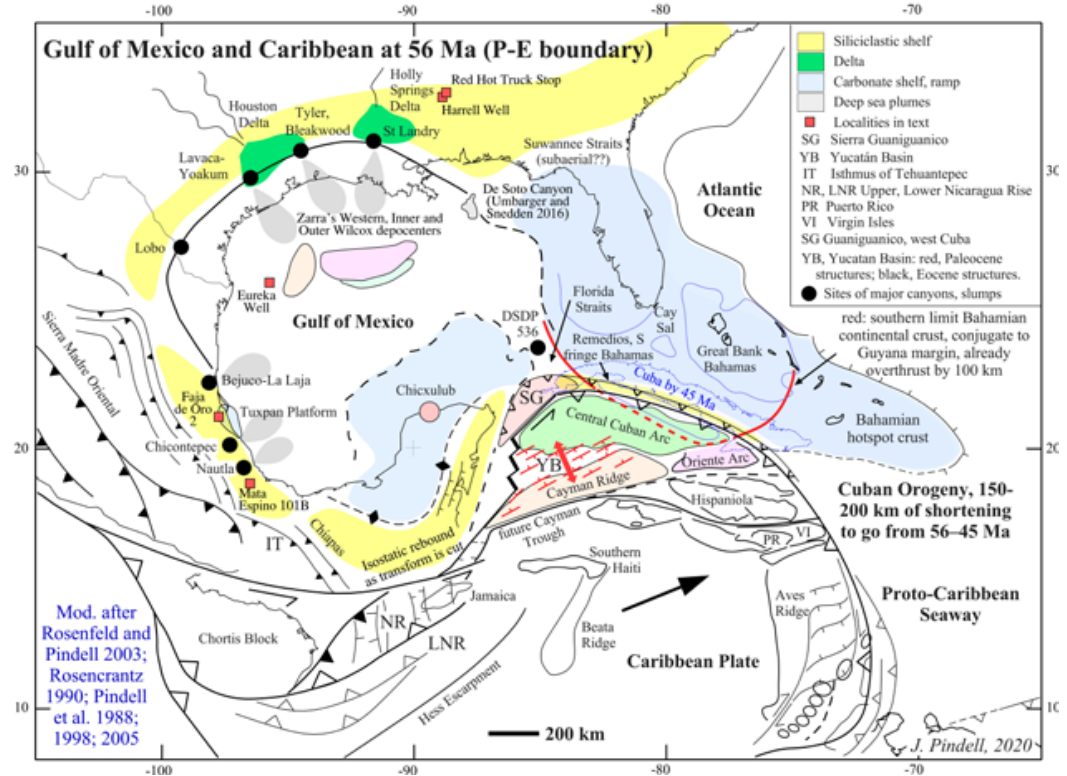 -100
-90
-80
-70
Gulf of Mexico and Caribbean at 56 Ma (P-E boundary)
Siliciclastic shelf
Delta
Carbonate shelf, ramp
Deep sea plumes
Localities in text
SG Sierra Guaniguanico
YB Yucatán Basin
IT Isthmus of Tehuantepec
NR, LNR Upper, Lower Nicaragua Rise
PR Puerto Rico
VI Virgin Isles
SG Guaniguanico, west Cuba
YB, Yucatan Basin: red, Paleocene
structures; black, Eocene structures.
Sites of major canyons, slumps
red: southern limit Bahamian
continental crust, conjugate to
Guyana margin, already
overthrust by 100 km
Holly
Springs
Delta
Red Hot Truck Stop
Harrell Well
Houston
Delta
Tyler,
Bleakwood
St Landry
Lavaca-
Yoakum
Suwannee Straits
(subaerial??)
30
30
De Soto Canyon
(Umbarger and
Snedden 2016)
Atlantic
Ocean
Zarra's Western, Inner and
Outer Wilcox depocenters
Lobo
Eureka
Well
Gulf of Mexico
Florida
Straits
DSDP
536
Cay
Sal
Remedios, S
fringe Bahamas
Great Bank
Bahamas
Sierra Madre Oriental
Bejuco-La Laja
Faja
de Oro
2
Tuxpan Platform
Chicxulub
SG
Cuba by 45 Ma
Central Cuban Arc
Bahamian
hotspot crust
Chicontepec
20
20
Nautla
YB
Oriente Arc
Mata
Espino 101B
Cayman Ridge
Hispaniola
Cuban Orogeny, 150-
200 km of shortening
to go from 56–45 Ma
IT
Chiapas
Isostatic rebound
as transform is cut
future Cayman
Trough
PR
VI
Southern
Haiti
Jamaica
Mod. after
Rosenfeld and
Pindell 2003;
Rosencrantz
1990; Pindell
et al. 1988;
1998; 2005
Chortis Block
NR
LNR
Aves
Ridge
Proto-Caribbean
Seaway
Beata
Ridge
Caribbean Plate
Hess Escarpment
10
10
200 km
J. Pindell, 2020
-100
-90
-80
-70